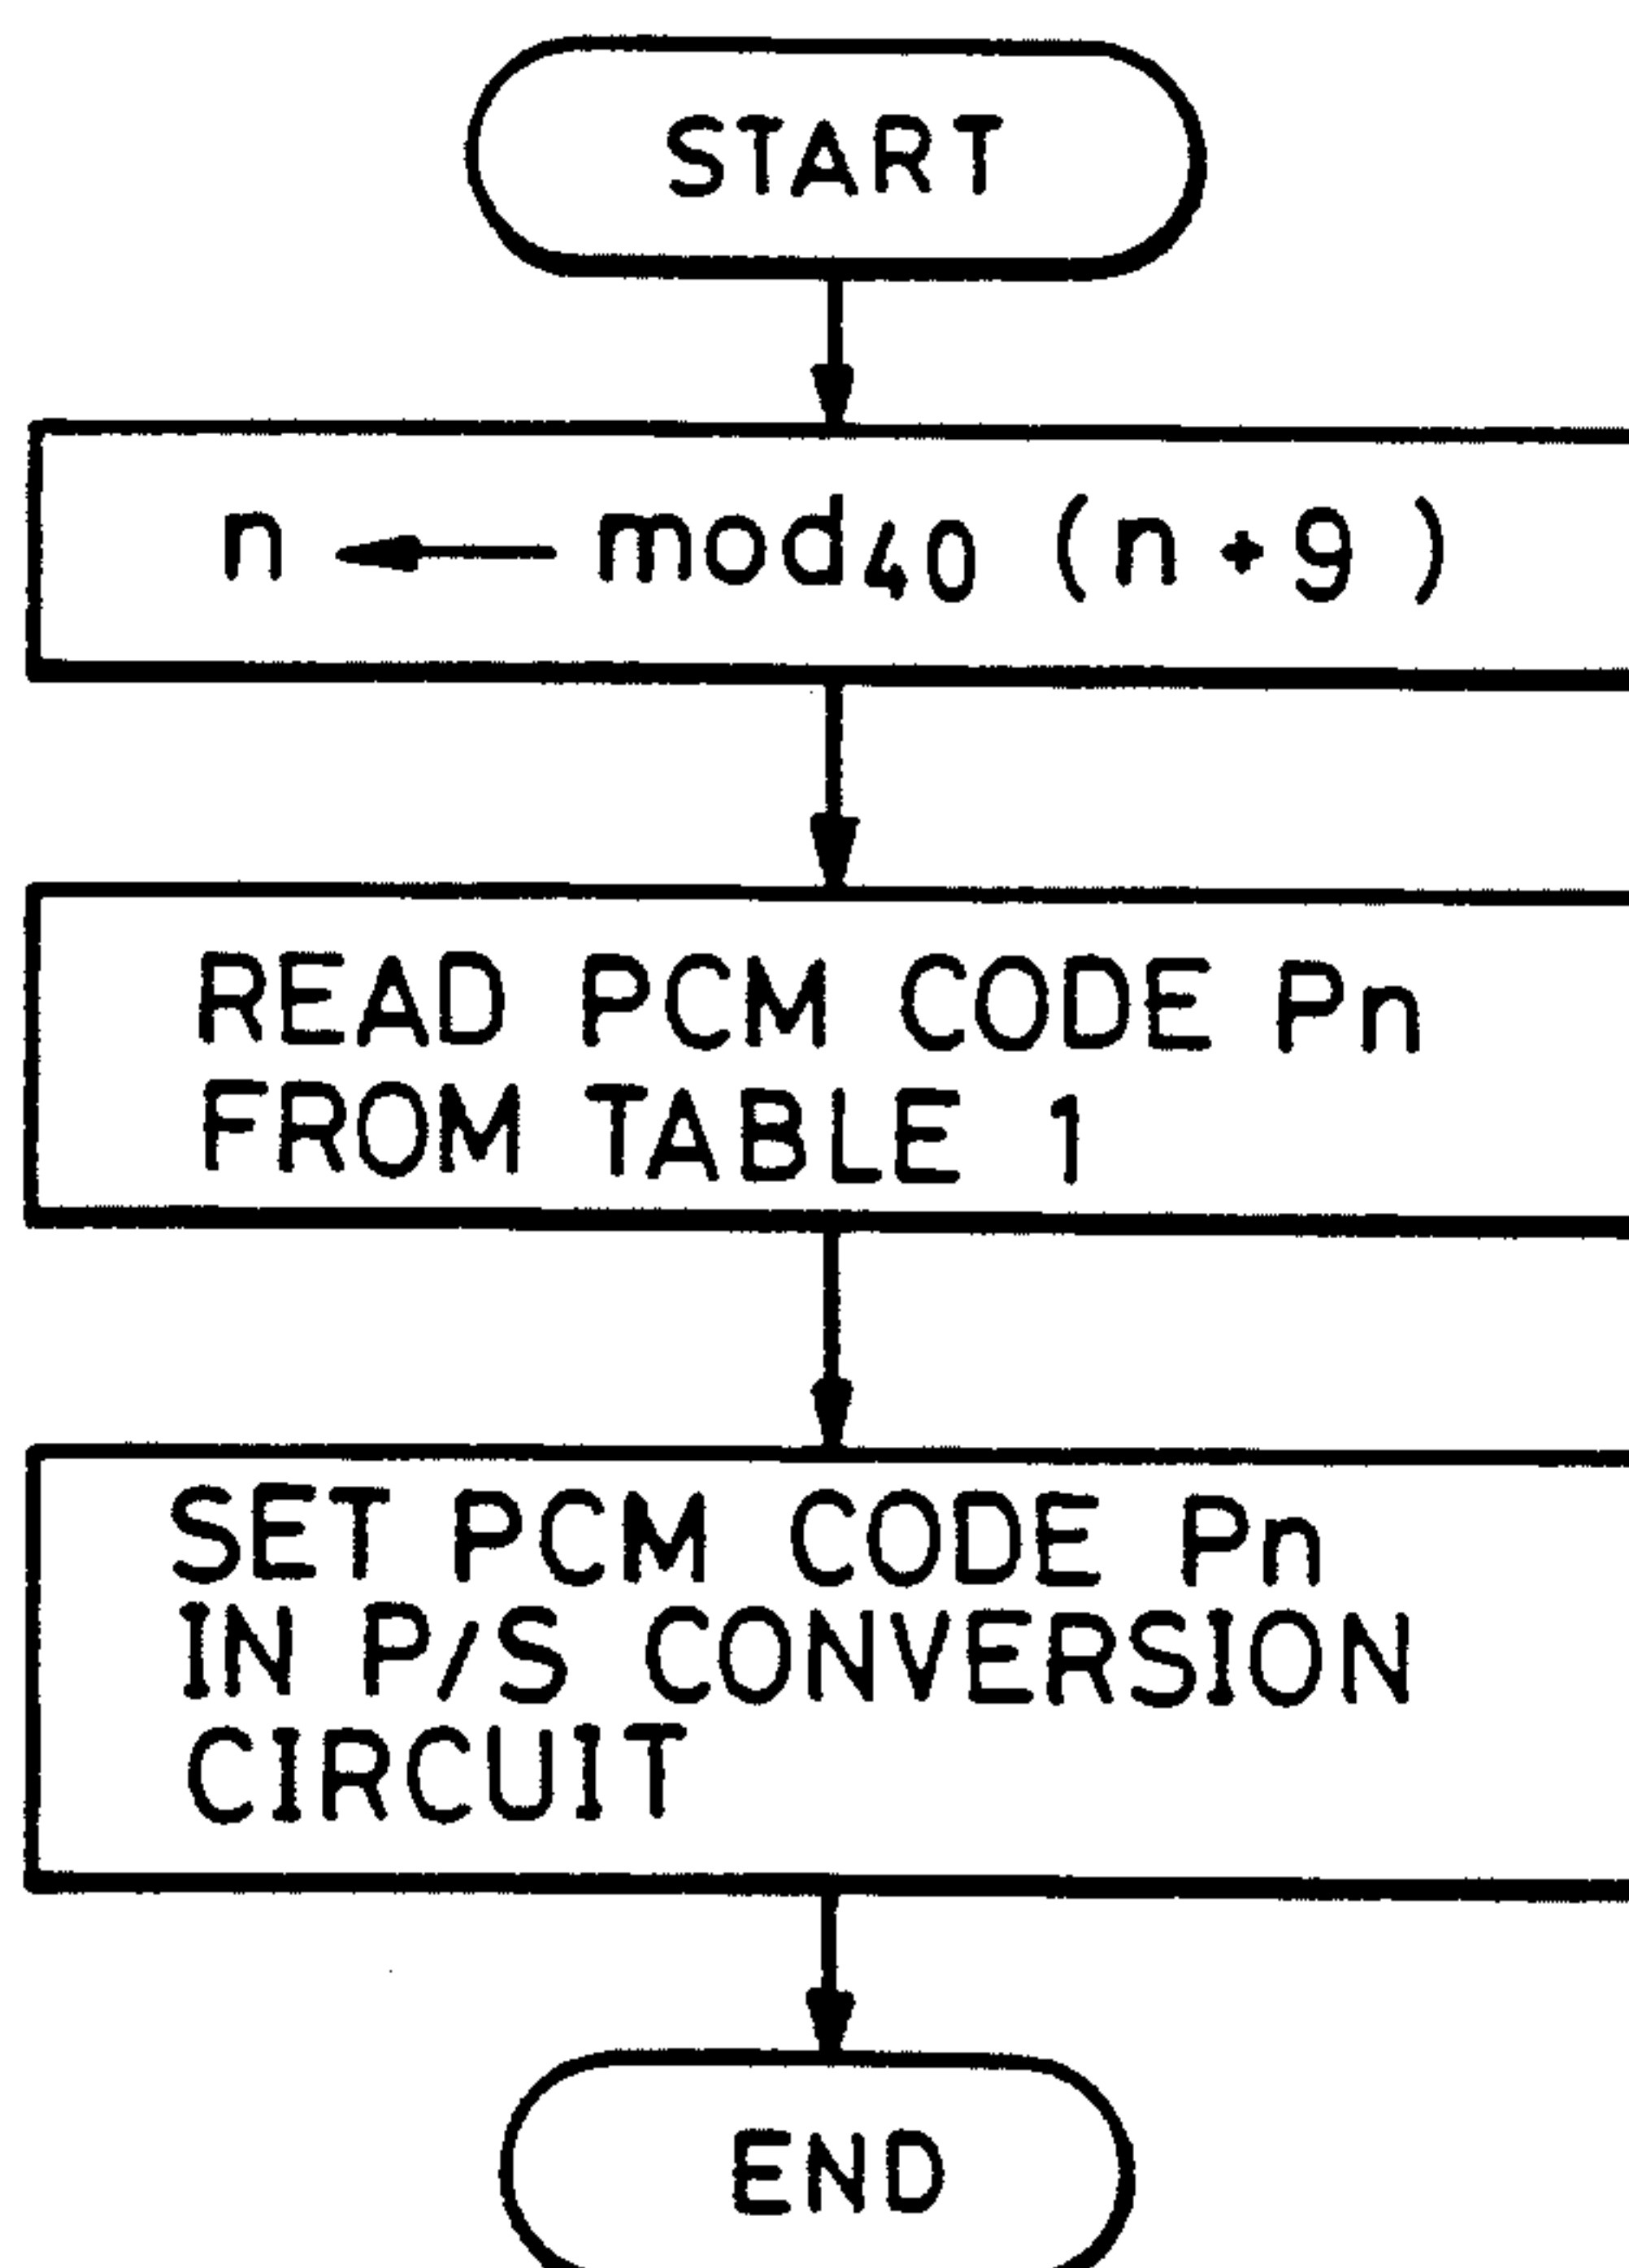 START
n ← mod₄₀ (n + 9)
READ PCM CODE Pn
FROM TABLE 1
SET PCM CODE Pn
IN P/S CONVERSION
CIRCUIT
END